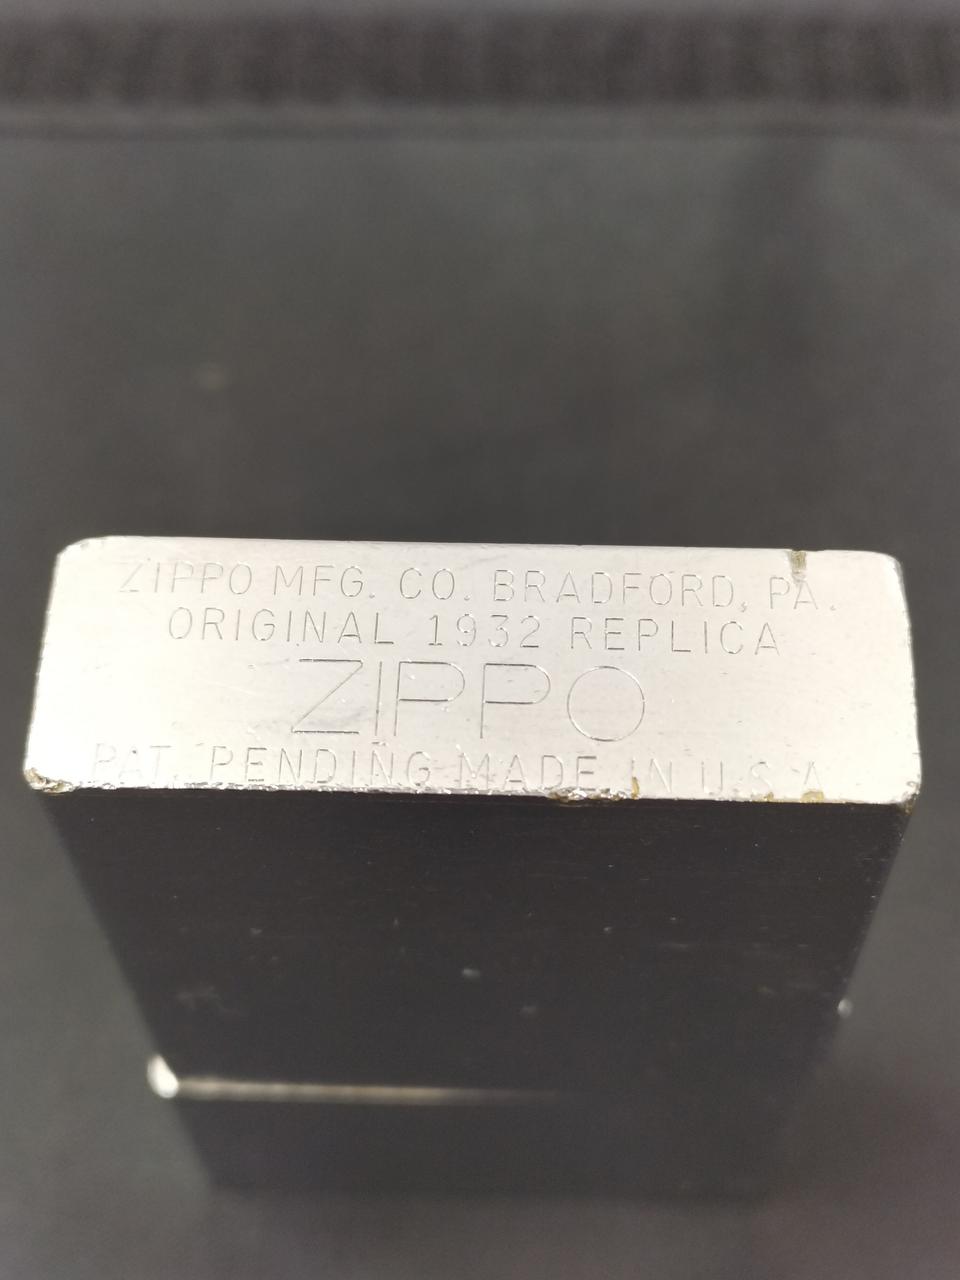 ZIPPO MFG. CO. BRADFORD, PA.
ORIGINAL 1932 REPLICA
ZIPPO
PAT. PENDING MADE IN U.S.A